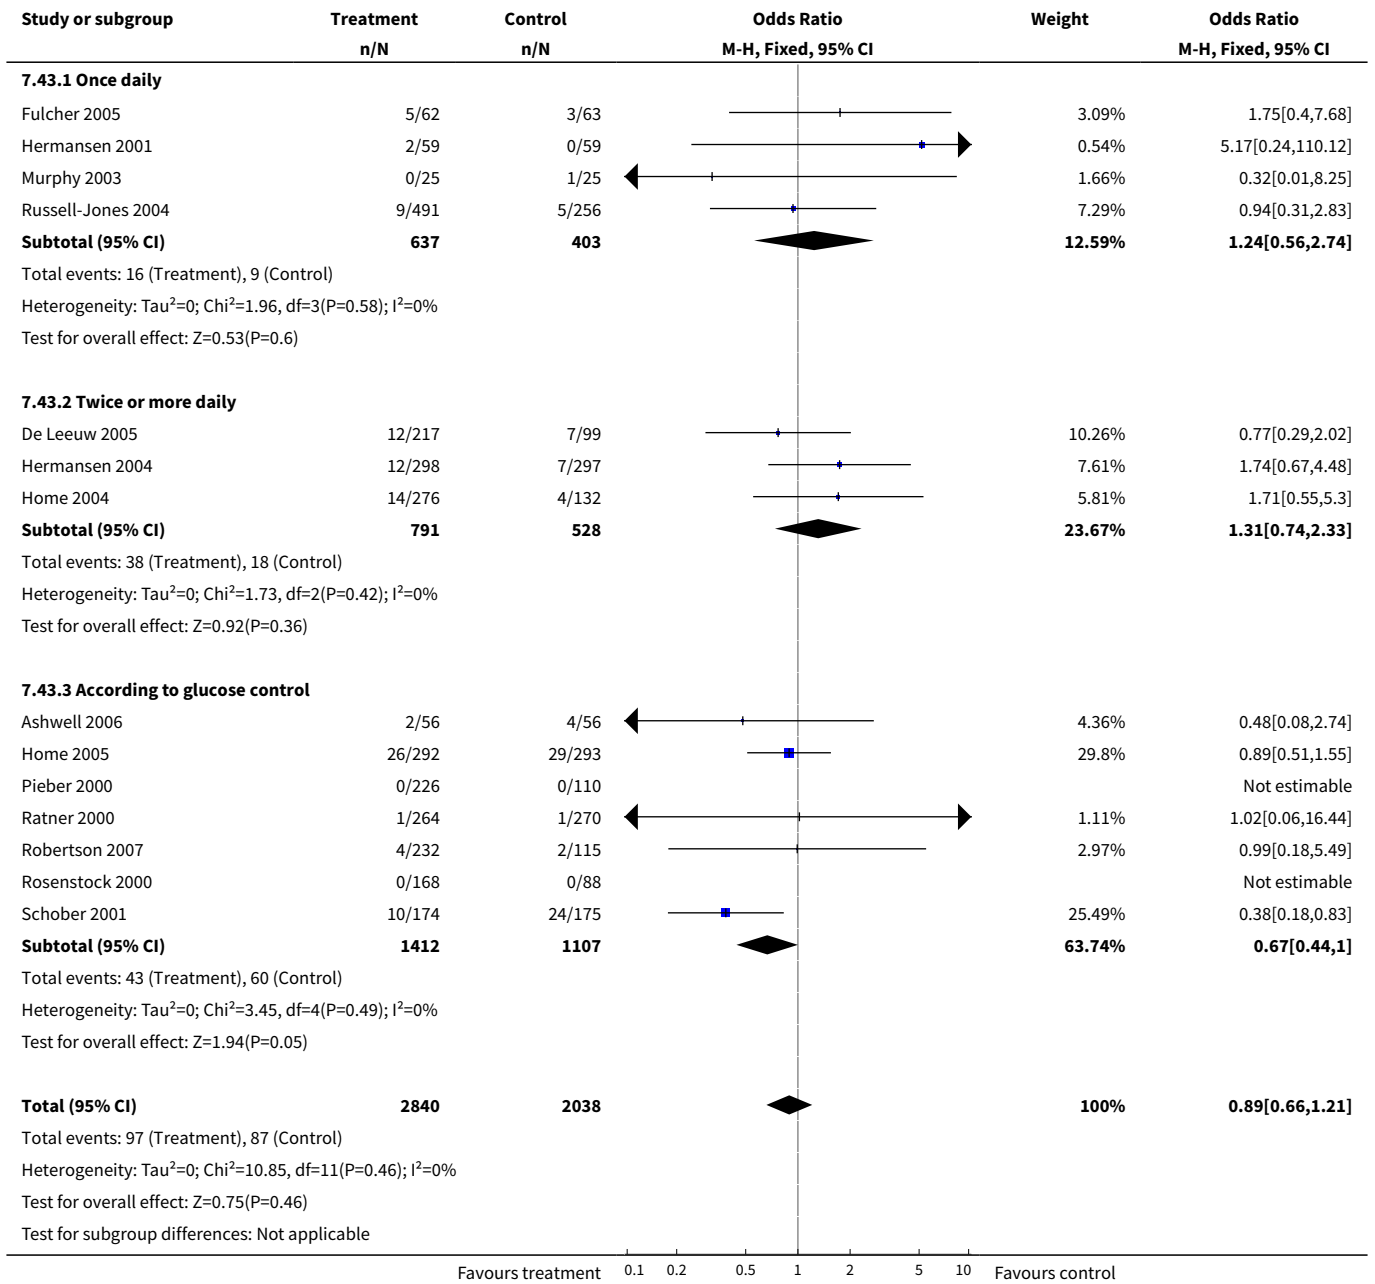 Study or subgroup Treatment Control Odds Ratio Weight Odds Ratio
n/N n/N M-H, Fixed, 95% CI M-H, Fixed, 95% CI
7.43.1 Once daily
Fulcher 2005 5/62 3/63 3.09% 1.75[0.4,7.68]
Hermansen 2001 2/59 0/59 0.54% 5.17[0.24,110.12]
Murphy 2003 0/25 1/25 1.66% 0.32[0.01,8.25]
Russell-Jones 2004 9/491 5/256 7.29% 0.94[0.31,2.83]
Subtotal (95% CI) 637 403 12.59% 1.24[0.56,2.74]
Total events: 16 (Treatment), 9 (Control)
Heterogeneity: Tau²=0; Chi²=1.96, df=3(P=0.58); I²=0%
Test for overall effect: Z=0.53(P=0.6)
7.43.2 Twice or more daily
De Leeuw 2005 12/217 7/99 10.26% 0.77[0.29,2.02]
Hermansen 2004 12/298 7/297 7.61% 1.74[0.67,4.48]
Home 2004 14/276 4/132 5.81% 1.71[0.55,5.3]
Subtotal (95% CI) 791 528 23.67% 1.31[0.74,2.33]
Total events: 38 (Treatment), 18 (Control)
Heterogeneity: Tau²=0; Chi²=1.73, df=2(P=0.42); I²=0%
Test for overall effect: Z=0.92(P=0.36)
7.43.3 According to glucose control
Ashwell 2006 2/56 4/56 4.36% 0.48[0.08,2.74]
Home 2005 26/292 29/293 29.8% 0.89[0.51,1.55]
Pieber 2000 0/226 0/110 Not estimable
Ratner 2000 1/264 1/270 1.11% 1.02[0.06,16.44]
Robertson 2007 4/232 2/115 2.97% 0.99[0.18,5.49]
Rosenstock 2000 0/168 0/88 Not estimable
Schober 2001 10/174 24/175 25.49% 0.38[0.18,0.83]
Subtotal (95% CI) 1412 1107 63.74% 0.67[0.44,1]
Total events: 43 (Treatment), 60 (Control)
Heterogeneity: Tau²=0; Chi²=3.45, df=4(P=0.49); I²=0%
Test for overall effect: Z=1.94(P=0.05)
Total (95% CI) 2840 2038 100% 0.89[0.66,1.21]
Total events: 97 (Treatment), 87 (Control)
Heterogeneity: Tau²=0; Chi²=10.85, df=11(P=0.46); I²=0%
Test for overall effect: Z=0.75(P=0.46)
Test for subgroup differences: Not applicable
Favours treatment 0.1 0.2 0.5 1 2 5 10 Favours control